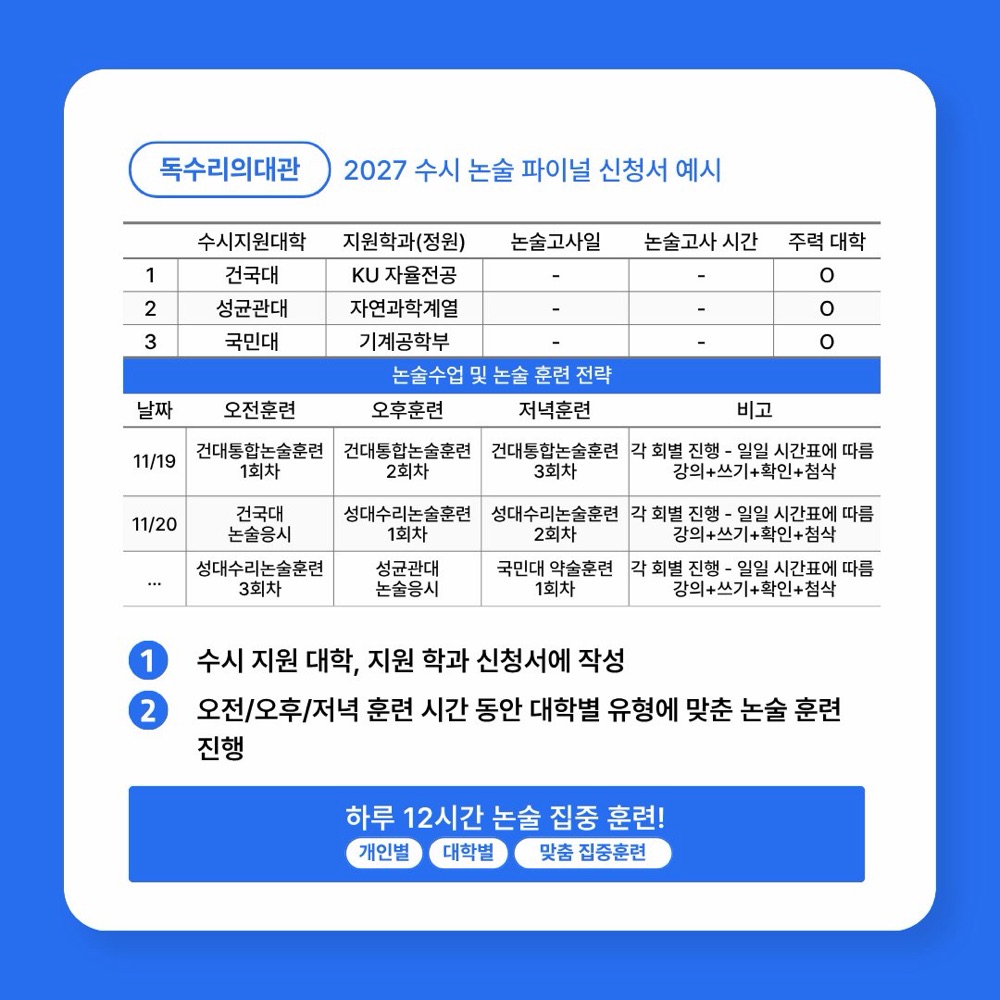 독수리의대관 2027 수시 논술 파이널 신청서 예시
수시지원대학 지원학과(정원) 논술고사일 논술고사 시간 주력 대학
1 건국대 KU 자율전공 - - O
2 성균관대 자연과학계열 - - O
3 국민대 기계공학부 - - O
논술수업 및 논술 훈련 전략
날짜 오전훈련 오후훈련 저녁훈련 비고
11/19 건대통합논술훈련 1회차 건대통합논술훈련 2회차 건대통합논술훈련 3회차 각 회별 진행 - 일일 시간표에 따름 강의+쓰기+확인+첨삭
11/20 건국대 논술응시 성대수리논술훈련 1회차 성대수리논술훈련 2회차 각 회별 진행 - 일일 시간표에 따름 강의+쓰기+확인+첨삭
... 성대수리논술훈련 3회차 성균관대 논술응시 국민대 약술훈련 1회차 각 회별 진행 - 일일 시간표에 따름 강의+쓰기+확인+첨삭
1 수시 지원 대학, 지원 학과 신청서에 작성
2 오전/오후/저녁 훈련 시간 동안 대학별 유형에 맞춘 논술 훈련
진행
하루 12시간 논술 집중 훈련!
개인별 대학별 맞춤 집중훈련